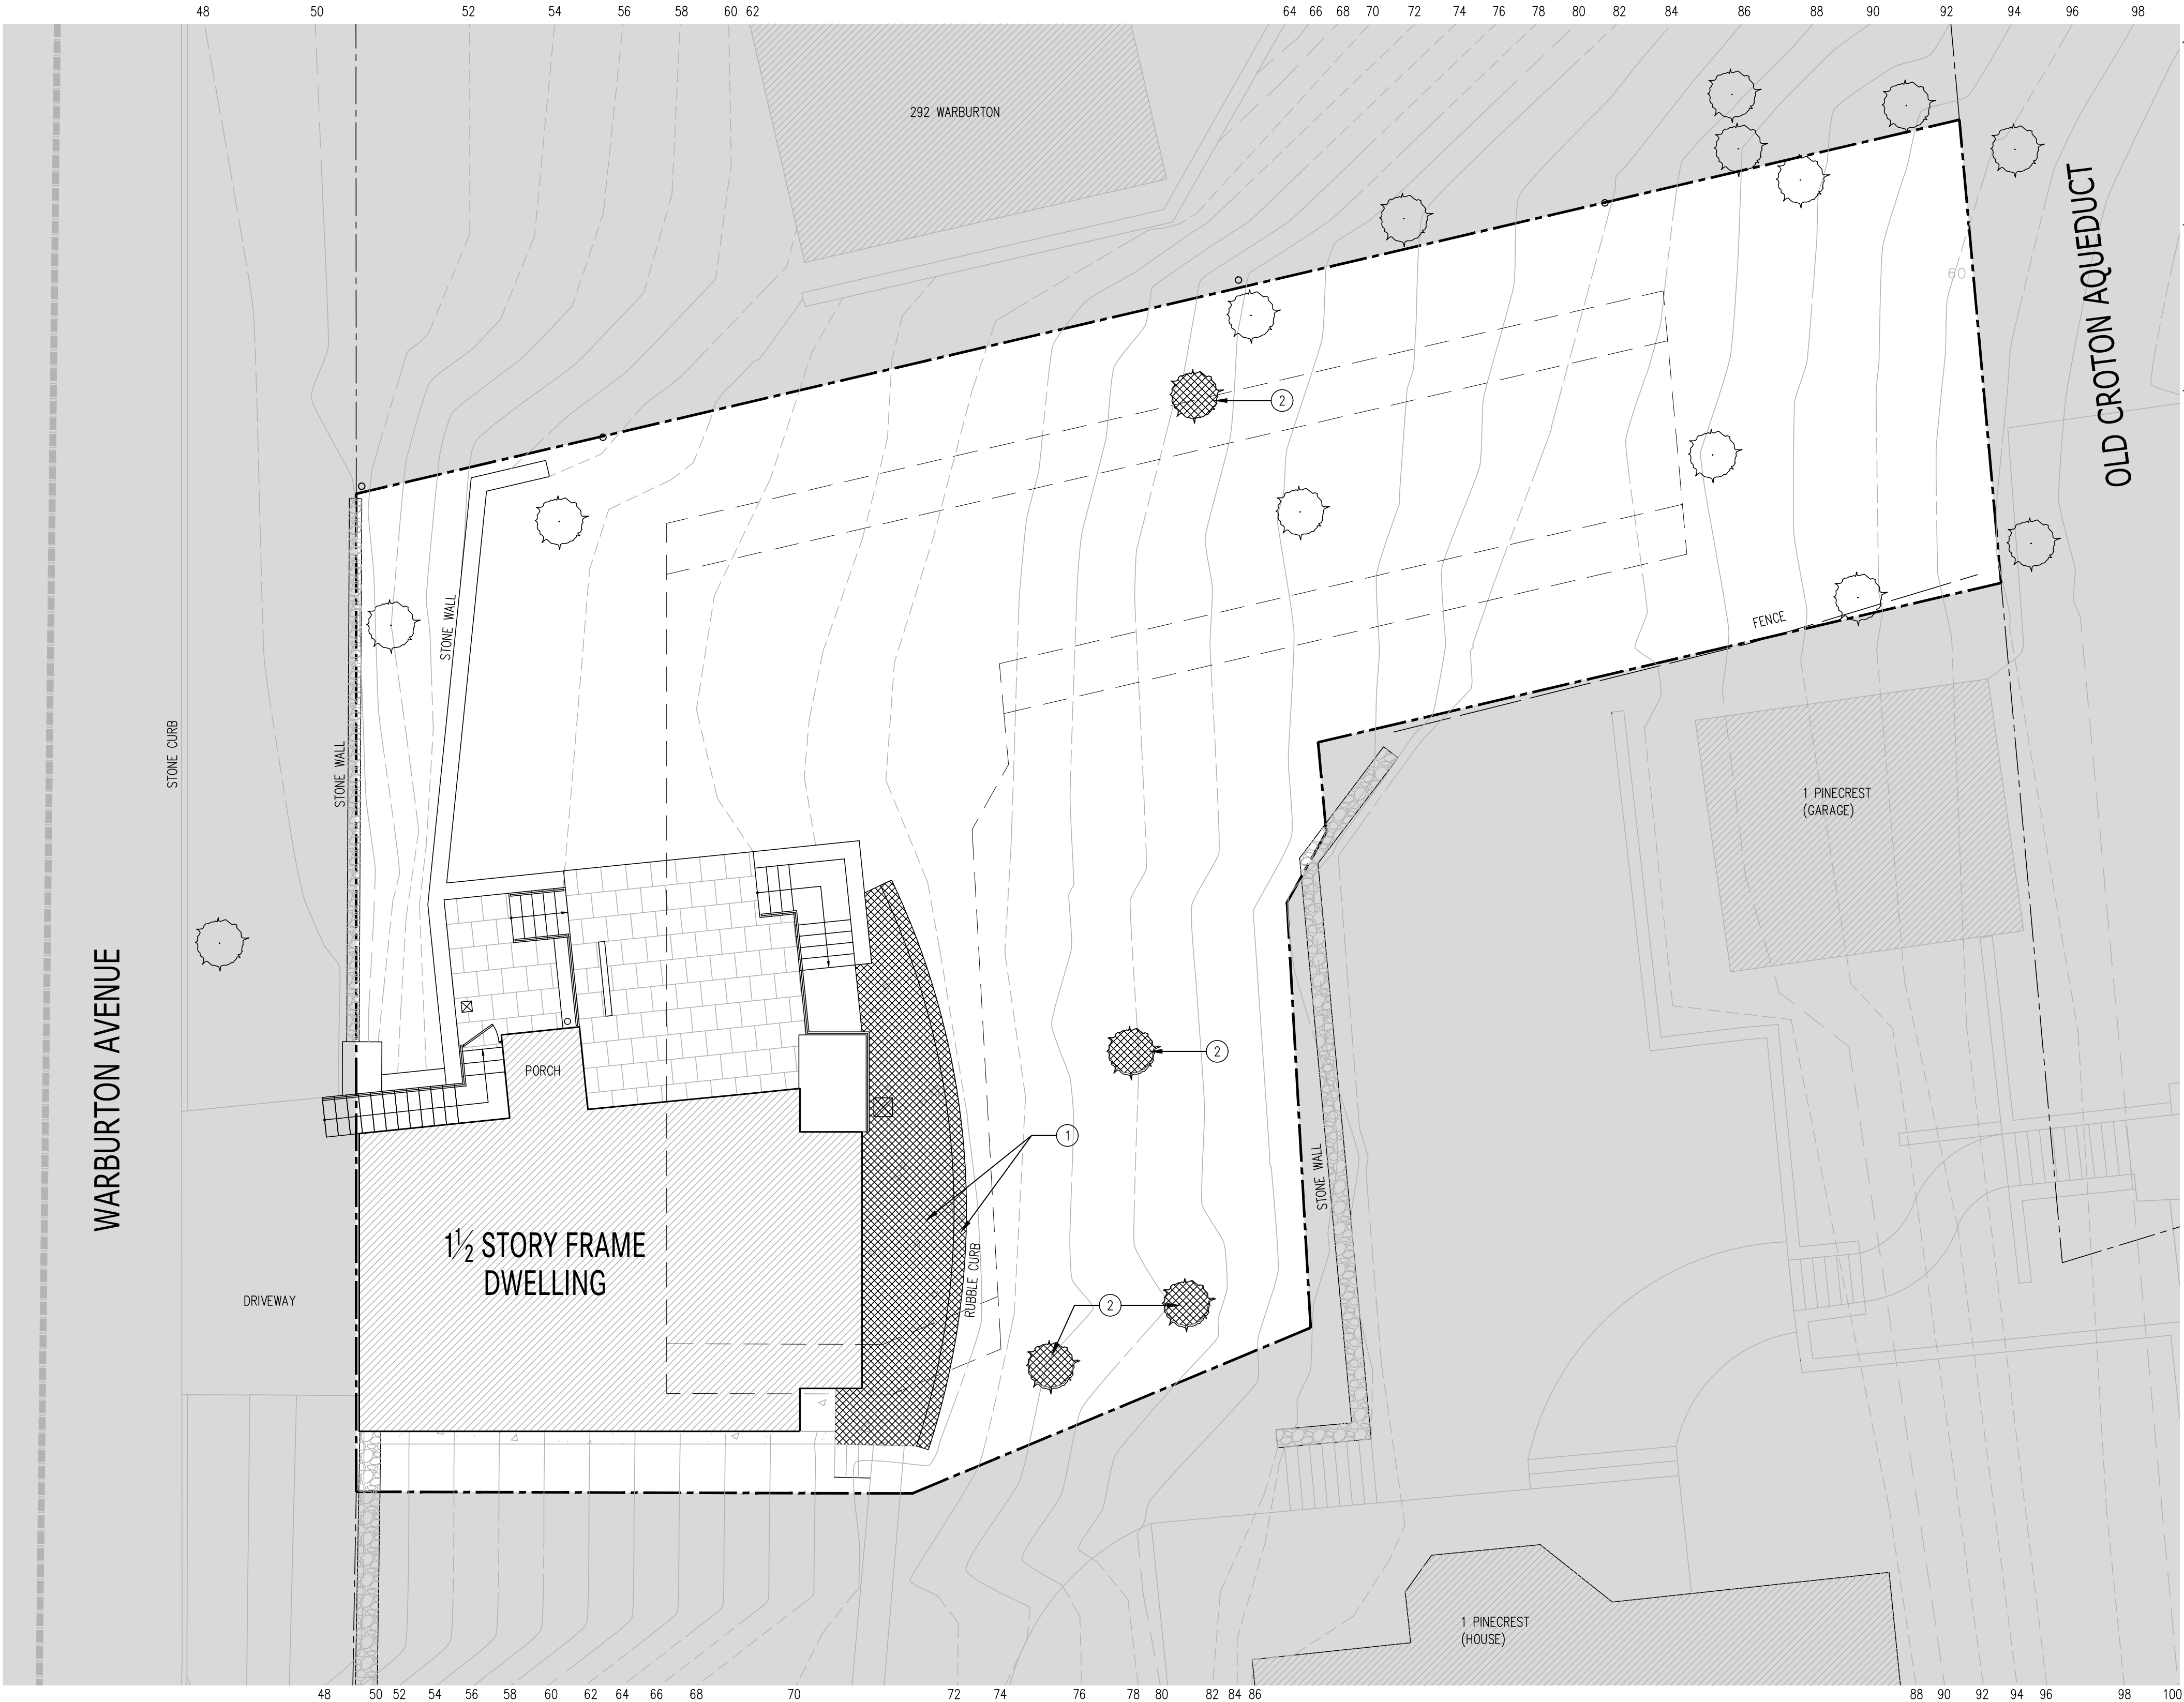 48 50 52 54 56 58 60 62 64 66 68 70 72 74 76 78 80 82 84 86 88 90 92 94 96 98
292 WARBURTON
OLD CROTON AQUEDUCT
60
2
STONE WALL
FENCE
STONE CURB
STONE WALL
1 PINECREST
(GARAGE)
WARBURTON AVENUE
PORCH
2
1
STONE WALL
1½ STORY FRAME
DWELLING
RUBBLE CURB
DRIVEWAY
2
1 PINECREST
(HOUSE)
48 50 52 54 56 58 60 62 64 66 68 70 72 74 76 78 80 82 84 86 88 90 92 94 96 98 100